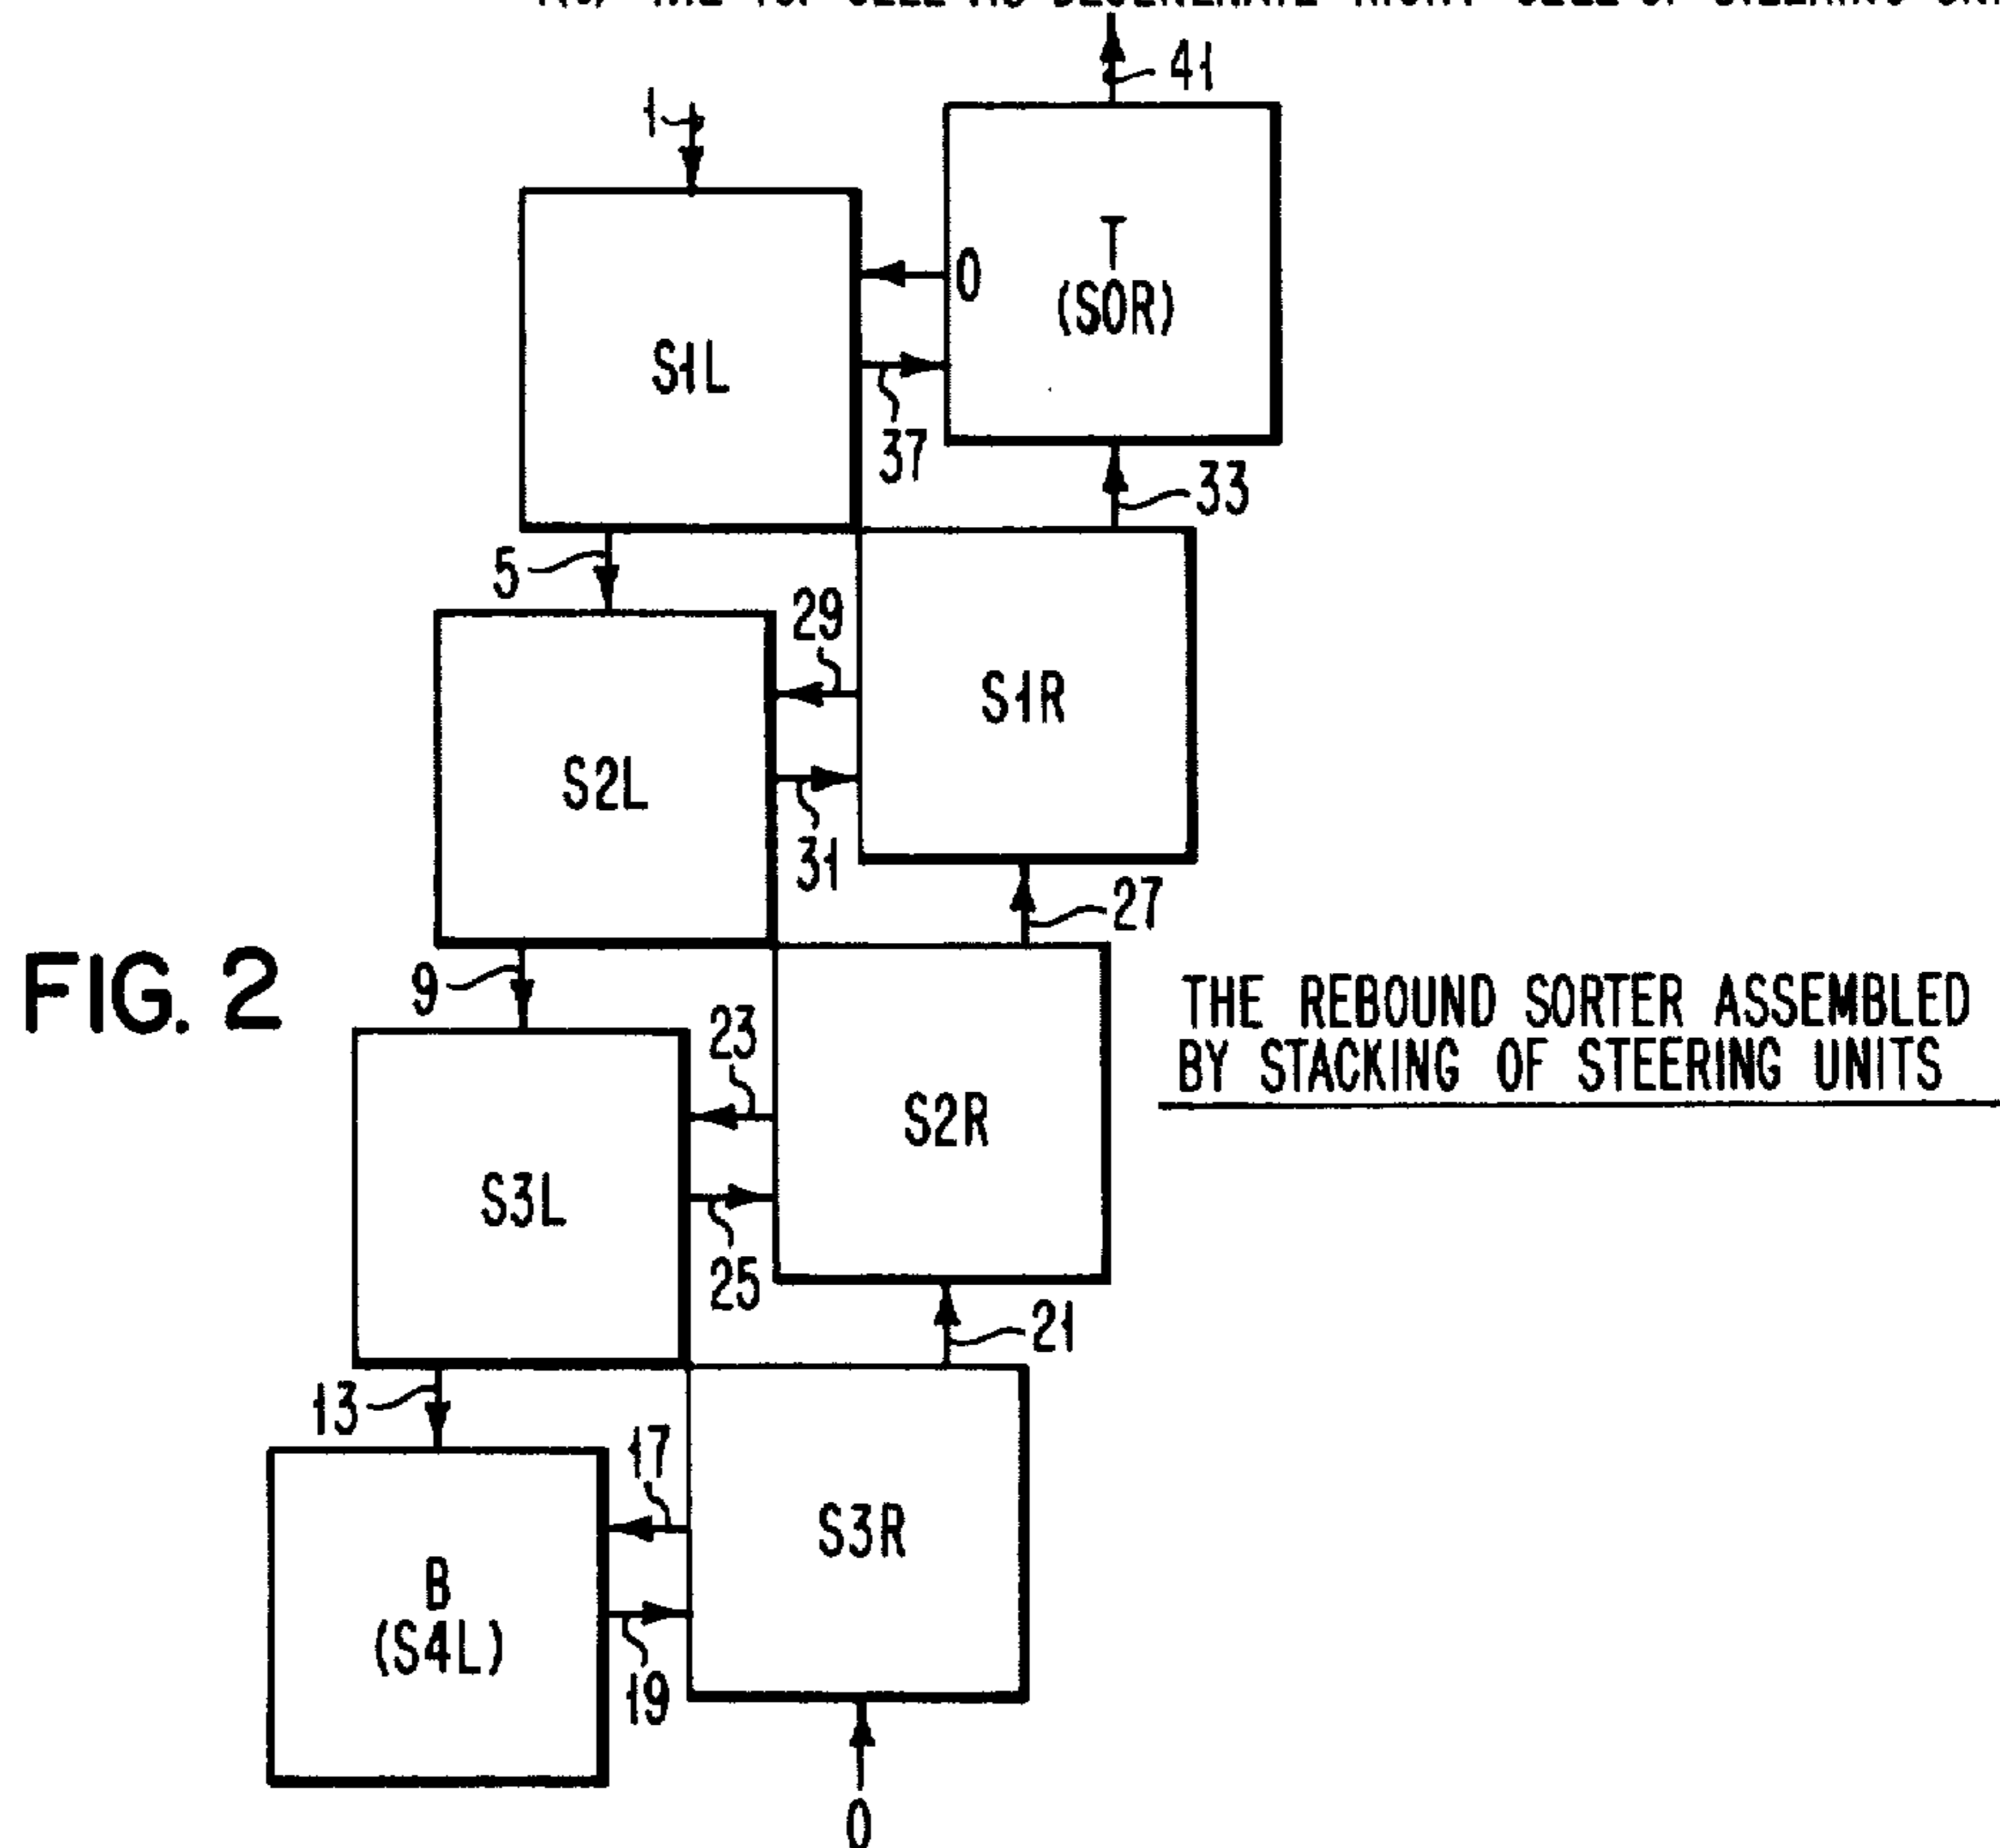 41
1
T
0
(S0R)
S1L
37
33
5
29
S1R
S2L
31
27
FIG. 2
9
23
THE REBOUND SORTER ASSEMBLED
BY STACKING OF STEERING UNITS
S2R
S3L
25
21
13
17
S3R
B
(S4L)
19
0